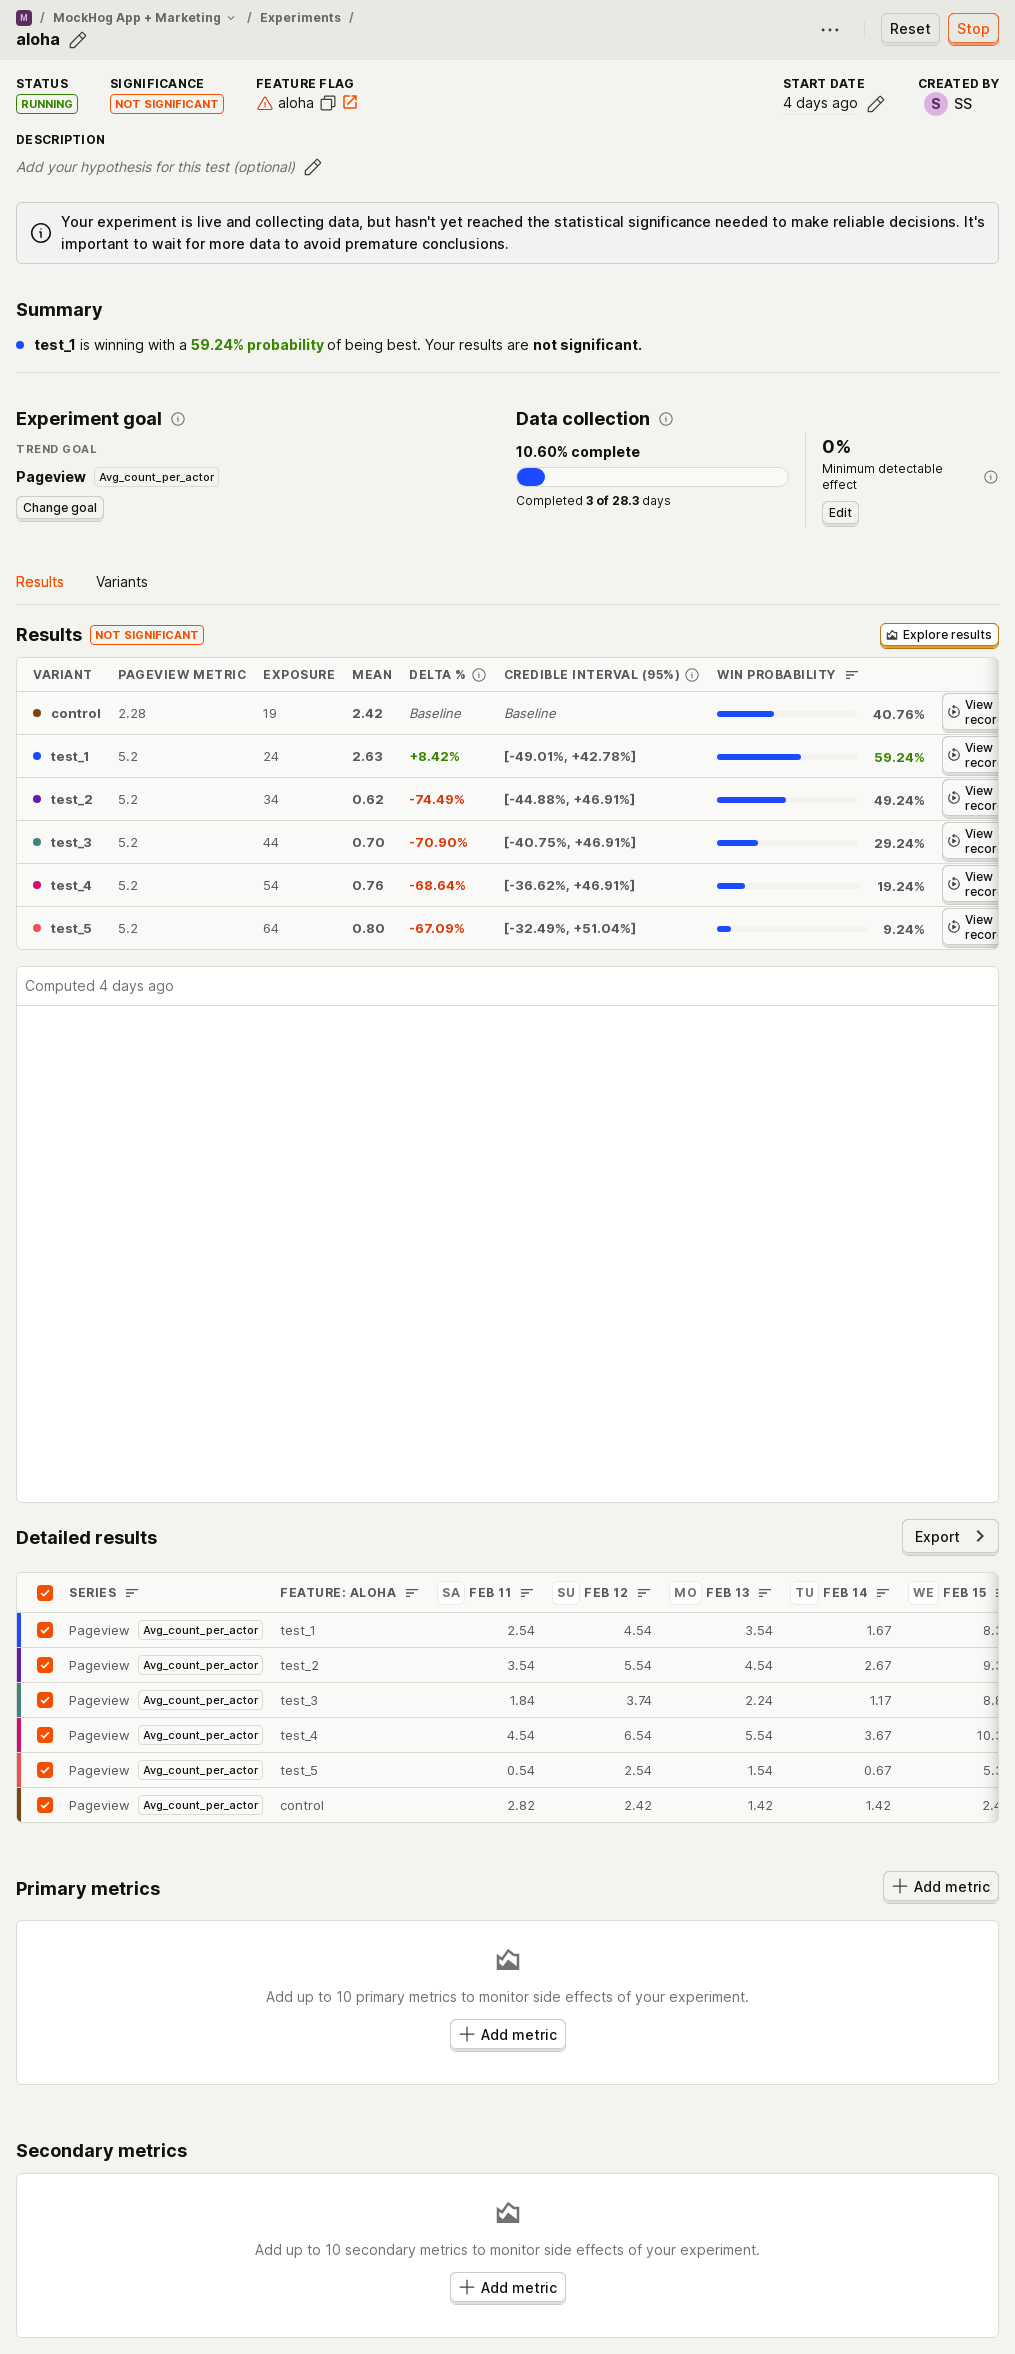 M / MockHog App + Marketing / Experiments /
aloha
Reset
Stop
STATUS
RUNNING
SIGNIFICANCE
NOT SIGNIFICANT
FEATURE FLAG
aloha
START DATE
4 days ago
CREATED BY
S SS
DESCRIPTION
Add your hypothesis for this test (optional)
Your experiment is live and collecting data, but hasn't yet reached the statistical significance needed to make reliable decisions. It's
important to wait for more data to avoid premature conclusions.
Summary
test_1 is winning with a 59.24% probability of being best. Your results are not significant.
Experiment goal
TREND GOAL
Pageview Avg_count_per_actor
Change goal
Data collection
10.60% complete
Completed 3 of 28.3 days
0%
Minimum detectable
effect
Edit
Results Variants
Results NOT SIGNIFICANT
Explore results
VARIANT PAGEVIEW METRIC EXPOSURE MEAN DELTA % CREDIBLE INTERVAL (95%) WIN PROBABILITY
control 2.28 19 2.42 Baseline Baseline 40.76% View
recor
test_1 5.2 24 2.63 +8.42% [-49.01%, +42.78%] 59.24% View
recor
test_2 5.2 34 0.62 -74.49% [-44.88%, +46.91%] 49.24% View
recor
test_3 5.2 44 0.70 -70.90% [-40.75%, +46.91%] 29.24% View
recor
test_4 5.2 54 0.76 -68.64% [-36.62%, +46.91%] 19.24% View
recor
test_5 5.2 64 0.80 -67.09% [-32.49%, +51.04%] 9.24% View
recor
Computed 4 days ago
Detailed results
Export
SERIES FEATURE: ALOHA SA FEB 11 SU FEB 12 MO FEB 13 TU FEB 14 WE FEB 15
Pageview Avg_count_per_actor test_1 2.54 4.54 3.54 1.67 8.3
Pageview Avg_count_per_actor test_2 3.54 5.54 4.54 2.67 9.3
Pageview Avg_count_per_actor test_3 1.84 3.74 2.24 1.17 8.8
Pageview Avg_count_per_actor test_4 4.54 6.54 5.54 3.67 10.3
Pageview Avg_count_per_actor test_5 0.54 2.54 1.54 0.67 5.3
Pageview Avg_count_per_actor control 2.82 2.42 1.42 1.42 2.4
Primary metrics
Add metric
Add up to 10 primary metrics to monitor side effects of your experiment.
Add metric
Secondary metrics
Add up to 10 secondary metrics to monitor side effects of your experiment.
Add metric